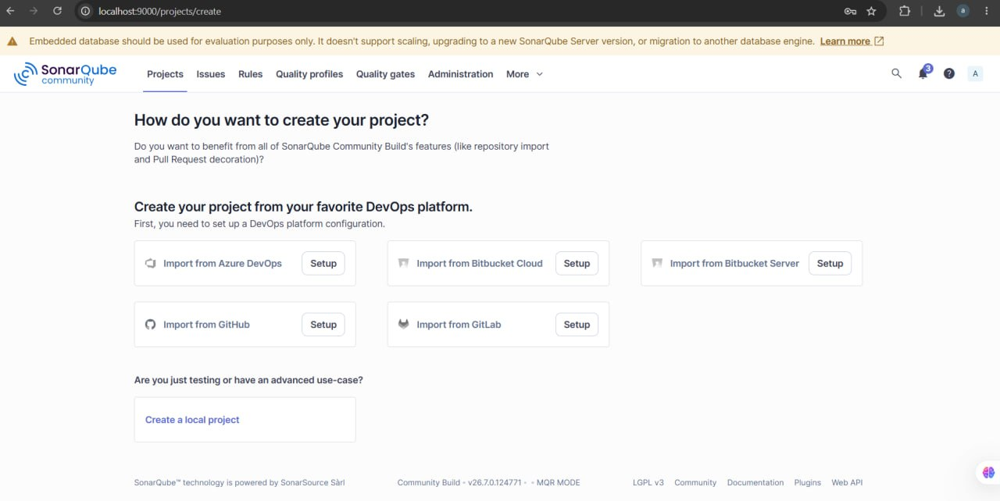 localhost:9000/projects/create
a
Embedded database should be used for evaluation purposes only. It doesn't support scaling, upgrading to a new SonarQube Server version, or migration to another database engine. Learn more
SonarQube
community
Projects Issues Rules Quality profiles Quality gates Administration More 3 ? A
How do you want to create your project?
Do you want to benefit from all of SonarQube Community Build's features (like repository import
and Pull Request decoration)?
Create your project from your favorite DevOps platform.
First, you need to set up a DevOps platform configuration.
Import from Azure DevOps Setup Import from Bitbucket Cloud Setup Import from Bitbucket Server Setup
Import from GitHub Setup Import from GitLab Setup
Are you just testing or have an advanced use-case?
Create a local project
SonarQube™ technology is powered by SonarSource Sàrl Community Build • v26.7.0.124771 • • MQR MODE LGPL v3 Community Documentation Plugins Web API